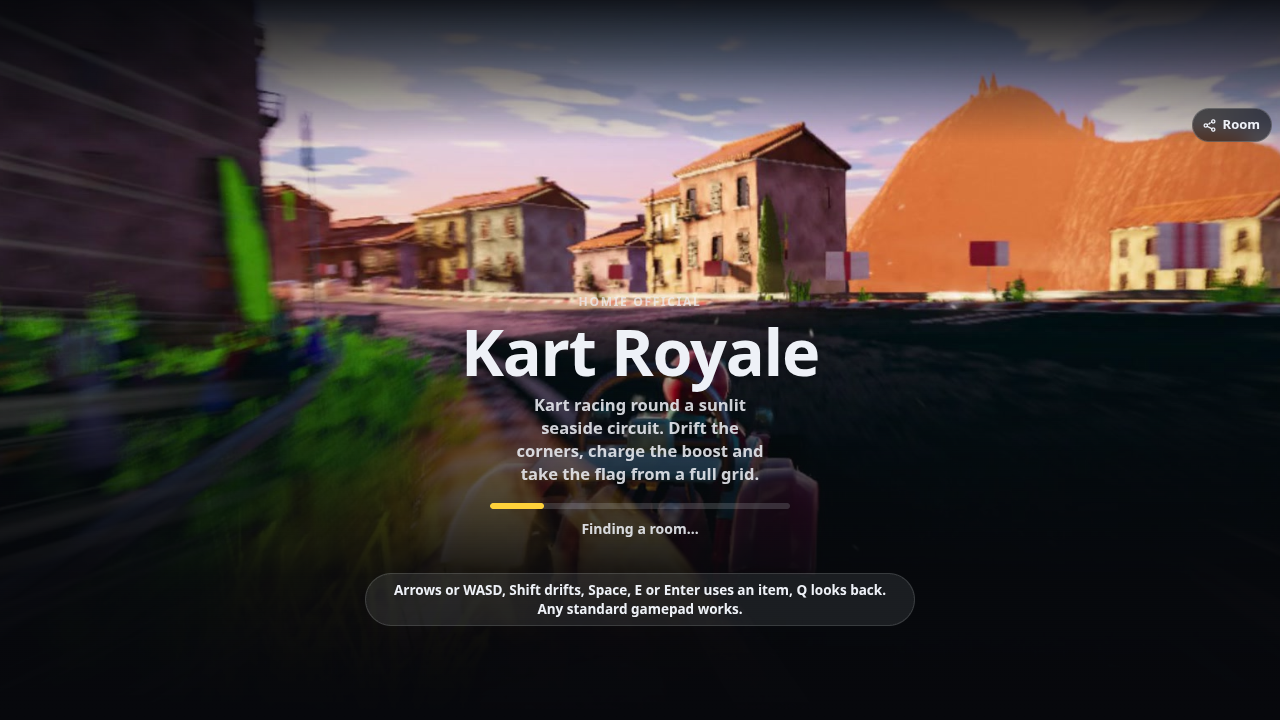 Room
HOMIE OFFICIAL
Kart Royale
Kart racing round a sunlit
seaside circuit. Drift the
corners, charge the boost and
take the flag from a full grid.
Finding a room...
Arrows or WASD, Shift drifts, Space, E or Enter uses an item, Q looks back.
Any standard gamepad works.